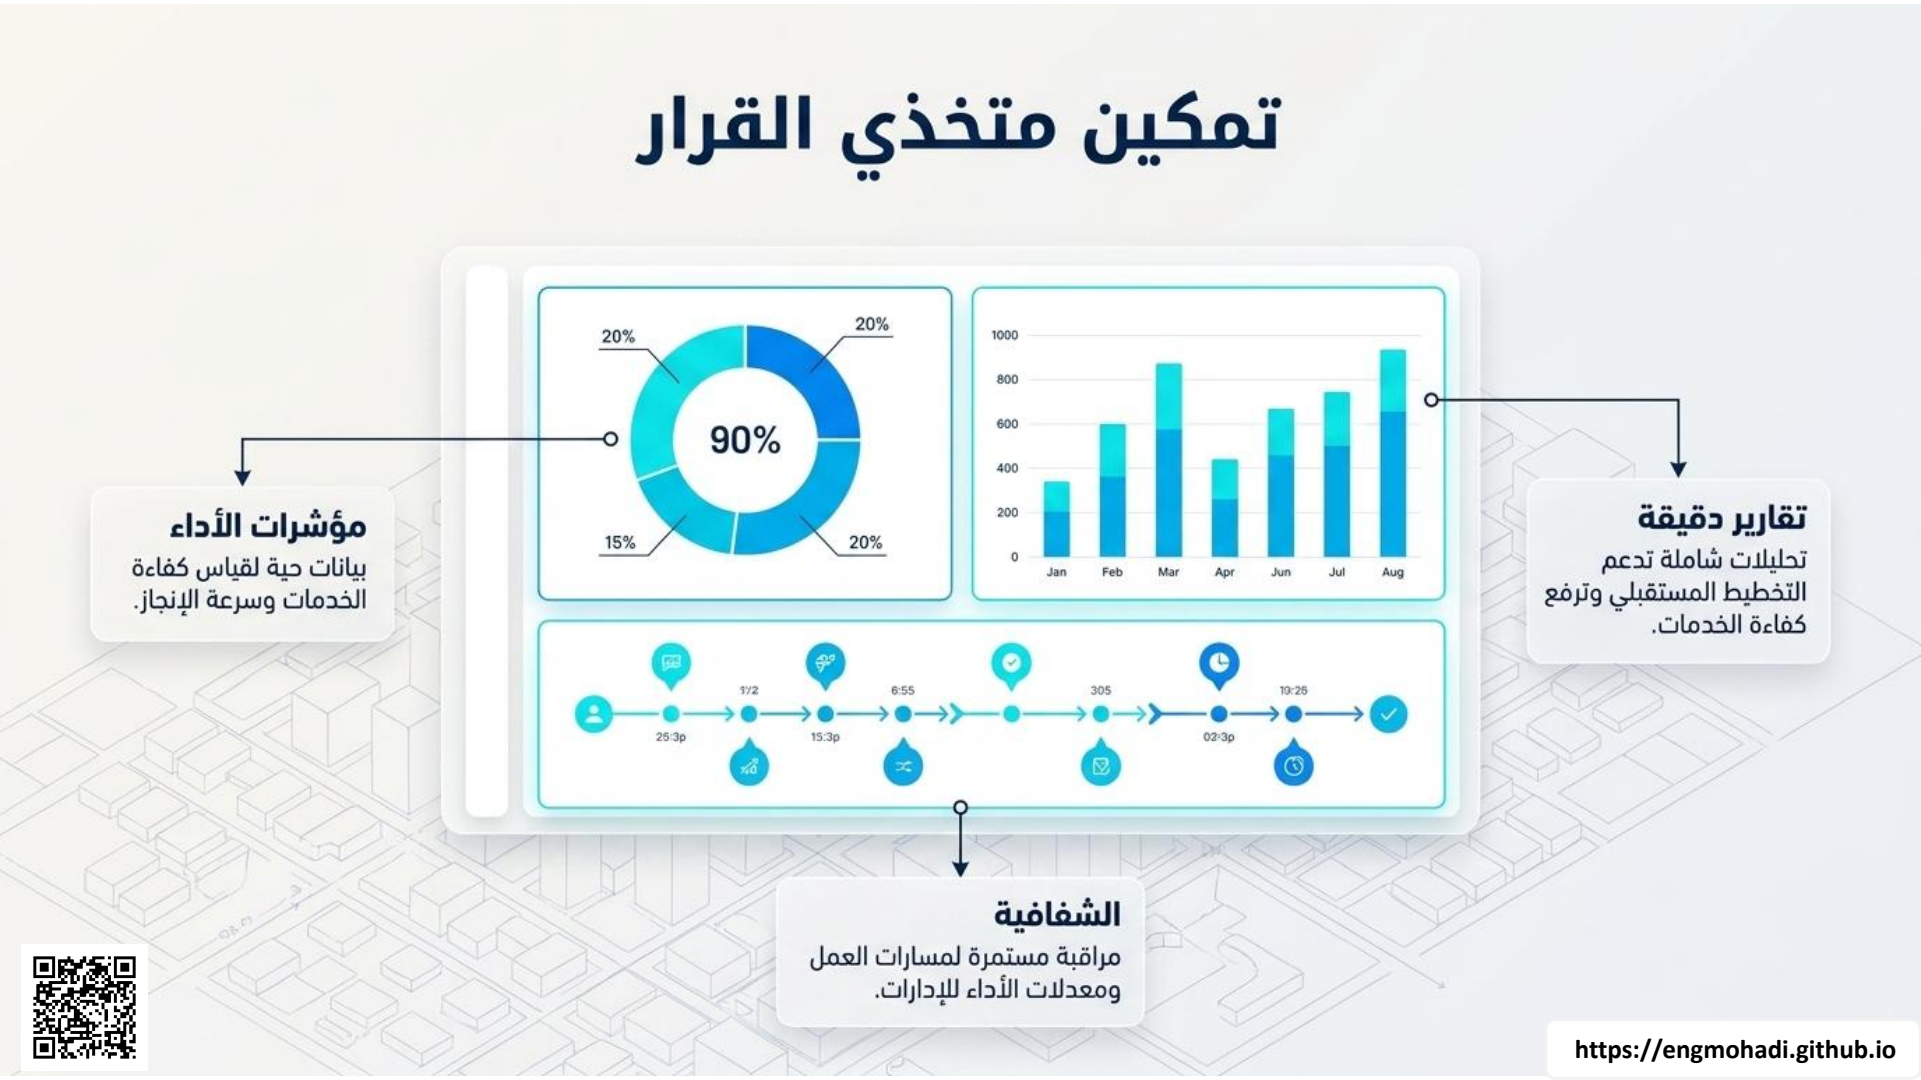 تمكين متخذي القرار
20%
20%
90%
15%
20%
1000
800
600
400
200
0
Jan Feb Mar Apr Jun Jul Aug
تقارير دقيقة
تحليلات شاملة تدعم
التخطيط المستقبلي وترفع
كفاءة الخدمات.
مؤشرات الأداء
بيانات حية لقياس كفاءة
الخدمات وسرعة الإنجاز.
6:55 305 19:26
25:3p 15:3p 03:3p
الشفافية
مراقبة مستمرة لمسارات العمل
ومعدلات الأداء للإدارات.
https://engmohadi.github.io